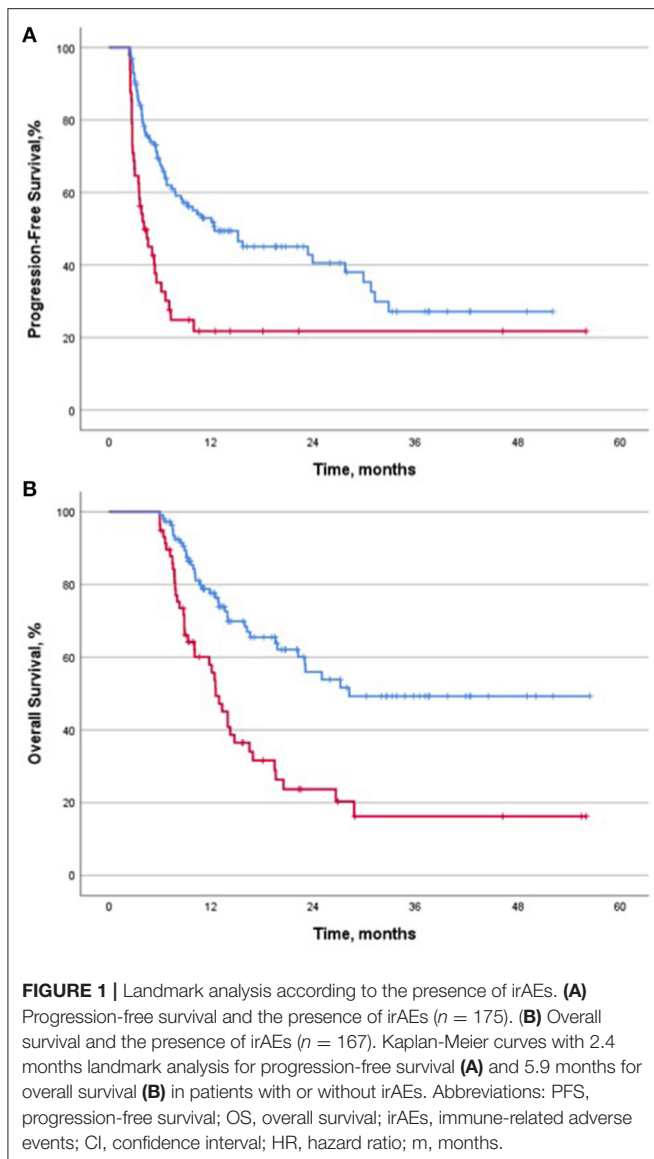 A
Progression-Free Survival,%
100
80
60
40
20
0
0 12 24 36 48 60
Time, months
B
Overall Survival, %
100
80
60
40
20
0
0 12 24 36 48 60
Time, months
FIGURE 1 | Landmark analysis according to the presence of irAEs. (A)
Progression-free survival and the presence of irAEs (n = 175). (B) Overall
survival and the presence of irAEs (n = 167). Kaplan-Meier curves with 2.4
months landmark analysis for progression-free survival (A) and 5.9 months for
overall survival (B) in patients with or without irAEs. Abbreviations: PFS,
progression-free survival; OS, overall survival; irAEs, immune-related adverse
events; CI, confidence interval; HR, hazard ratio; m, months.